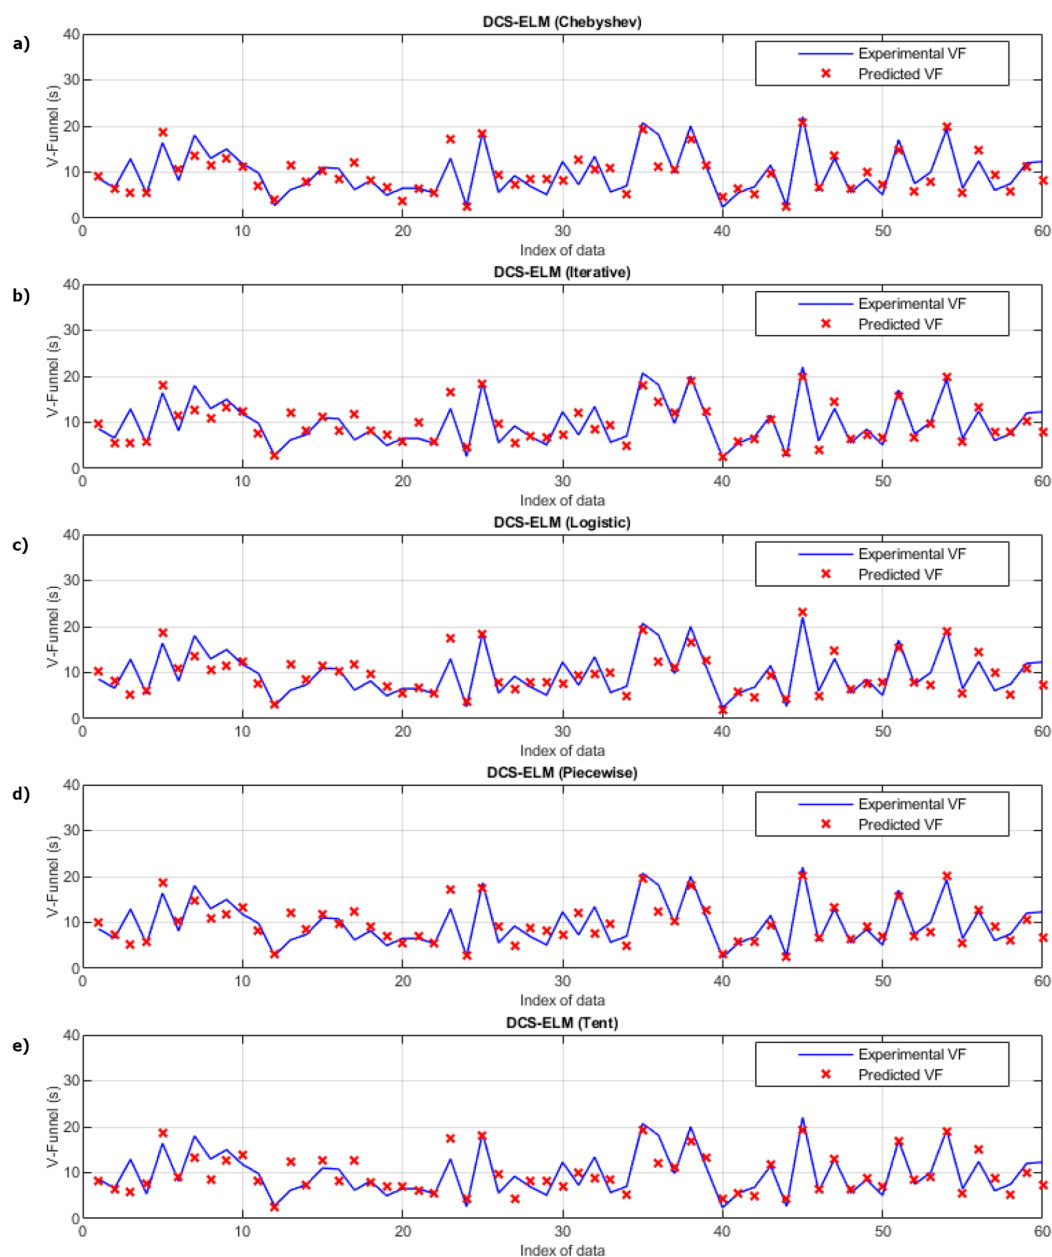 DCS-ELM (Chebyshev)
a)
40
30
20
10
0
V-Funnel (s)
Experimental VF
Predicted VF
0 10 20 30 40 50 60
Index of data
DCS-ELM (Iterative)
b)
40
30
20
10
0
V-Funnel (s)
Experimental VF
Predicted VF
0 10 20 30 40 50 60
Index of data
DCS-ELM (Logistic)
c)
40
30
20
10
0
V-Funnel (s)
Experimental VF
Predicted VF
0 10 20 30 40 50 60
Index of data
DCS-ELM (Piecewise)
d)
40
30
20
10
0
V-Funnel (s)
Experimental VF
Predicted VF
0 10 20 30 40 50 60
Index of data
DCS-ELM (Tent)
e)
40
30
20
10
0
V-Funnel (s)
Experimental VF
Predicted VF
0 10 20 30 40 50 60
Index of data